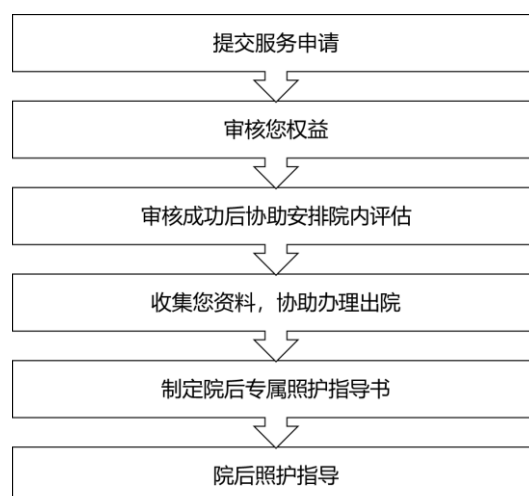 提交服务申请
审核您权益
审核成功后协助安排院内评估
收集您资料，协助办理出院
制定院后专属照护指导书
院后照护指导